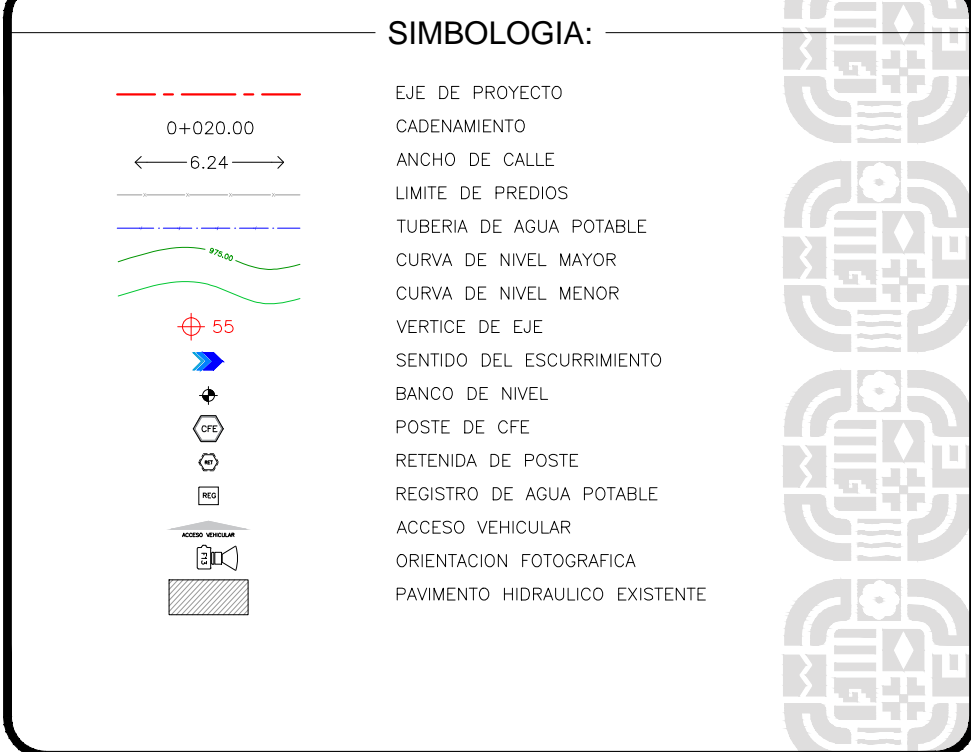 SIMBOLOGIA:
EJE DE PROYECTO
0+020.00 CADENAMIENTO
6.24 ANCHO DE CALLE
LIMITE DE PREDIOS
TUBERIA DE AGUA POTABLE
975.00 CURVA DE NIVEL MAYOR
CURVA DE NIVEL MENOR
55 VERTICE DE EJE
SENTIDO DEL ESCURRIMIENTO
BANCO DE NIVEL
CFE POSTE DE CFE
RET RETENIDA DE POSTE
REG REGISTRO DE AGUA POTABLE
ACCESO VEHICULAR ACCESO VEHICULAR
F13 ORIENTACION FOTOGRAFICA
PAVIMENTO HIDRAULICO EXISTENTE